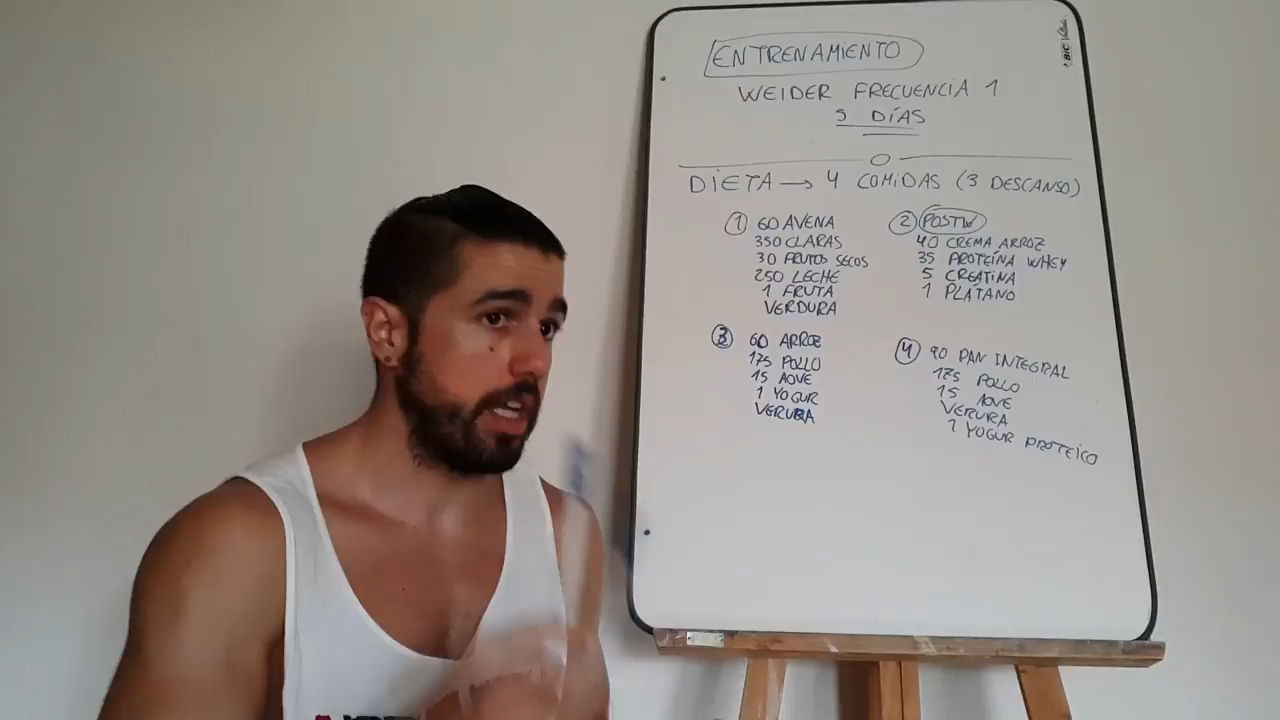 ENTRENAMIENTO
WEIDER FRECUENCIA 1
5 DÍAS
DIETA → 4 COMIDAS (3 DESCANSO)
1 60 AVENA
350 CLARAS
30 FRUTOS SECOS
250 LECHE
1 FRUTA
VERDURA
2 POSTW
40 CREMA ARROZ
35 PROTEÍNA WHEY
5 CREATINA
1 PLATANO
3 60 ARROZ
175 POLLO
15 AOVE
1 YOGUR
VERURA
4 90 PAN INTEGRAL
175 POLLO
15 AOVE
VERURA
1 YOGUR PROTEICO
BIC